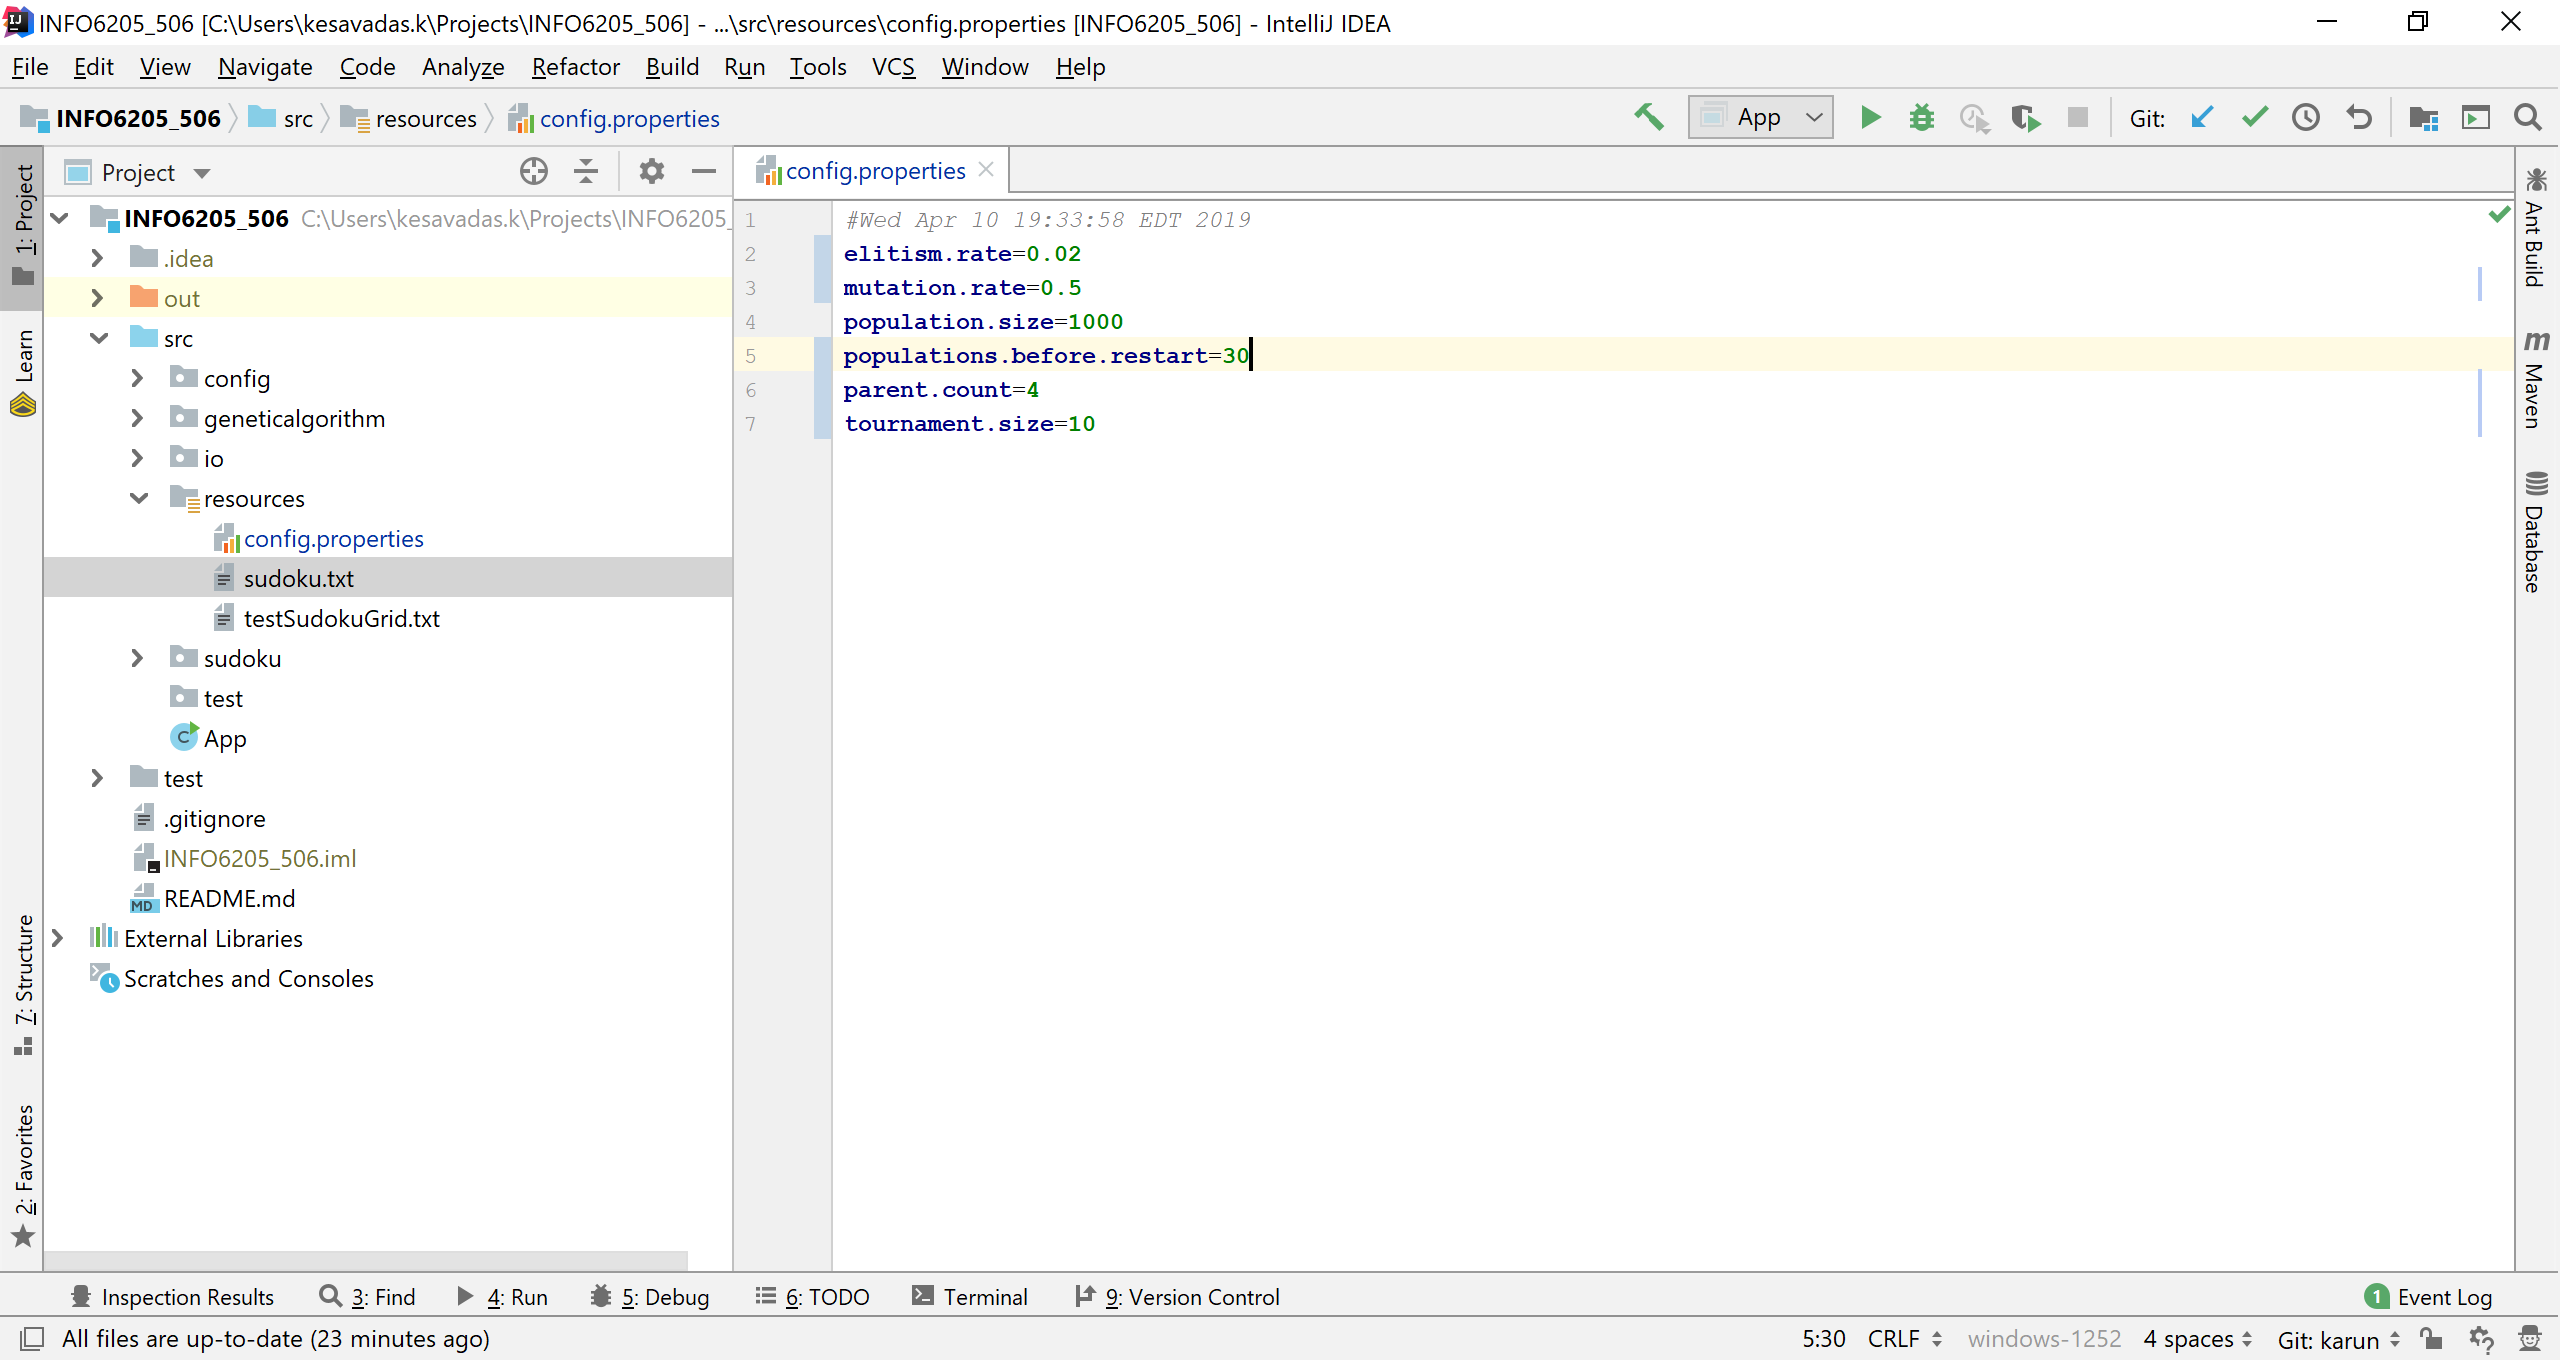 INFO6205_506 [C:\Users\kesavadas.k\Projects\INFO6205_506] - ...\src\resources\config.properties [INFO6205_506] - IntelliJ IDEA
File Edit View Navigate Code Analyze Refactor Build Run Tools VCS Window Help
INFO6205_506 src resources config.properties App Git:
Project
config.properties
1: Project
Learn
7: Structure
2: Favorites
INFO6205_506 C:\Users\kesavadas.k\Projects\INFO6205_
.idea
out
src
config
geneticalgorithm
io
resources
config.properties
sudoku.txt
testSudokuGrid.txt
sudoku
test
App
test
.gitignore
INFO6205_506.iml
README.md
External Libraries
Scratches and Consoles
1 #Wed Apr 10 19:33:58 EDT 2019
2 elitism.rate=0.02
3 mutation.rate=0.5
4 population.size=1000
5 populations.before.restart=30
6 parent.count=4
7 tournament.size=10
Ant Build
m Maven
Database
Inspection Results 3: Find 4: Run 5: Debug 6: TODO Terminal 9: Version Control 1 Event Log
All files are up-to-date (23 minutes ago) 5:30 CRLF windows-1252 4 spaces Git: karun